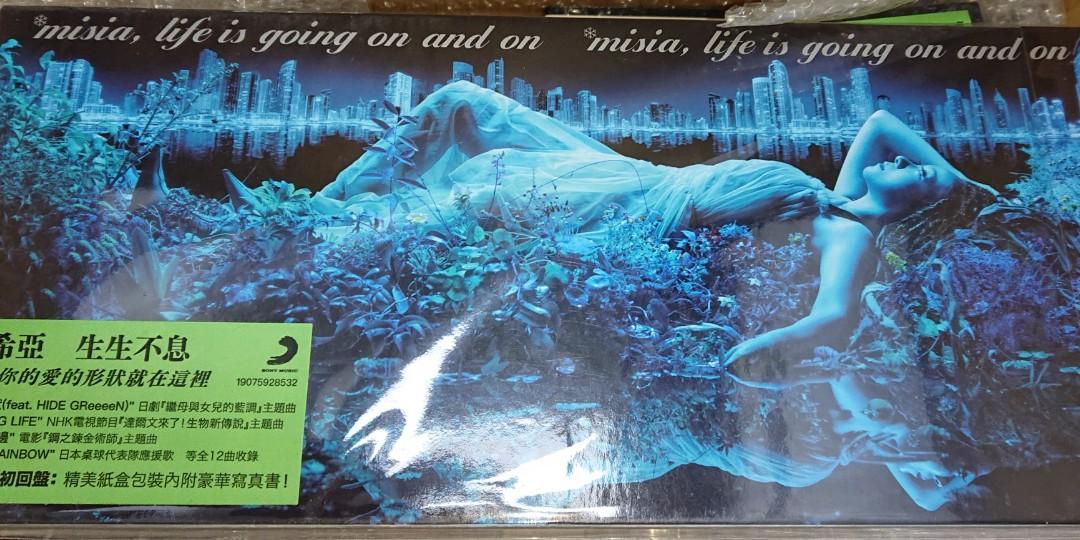 *misia, life is going on and on *misia, life is going on and on
希亞 生生不息
你的愛的形狀就在這裡
SONY MUSIC
19075928532
(feat. HIDE GReeeeN)" 日劇『繼母與女兒的藍調』主題曲
G LIFE" NHK電視節目『達爾文來了!生物新傳說』主題曲
邊" 電影『鋼之鍊金術師』主題曲
AINBOW" 日本桌球代表隊應援歌 等全12曲收錄
初回盤：精美紙盒包裝內附豪華寫真書!